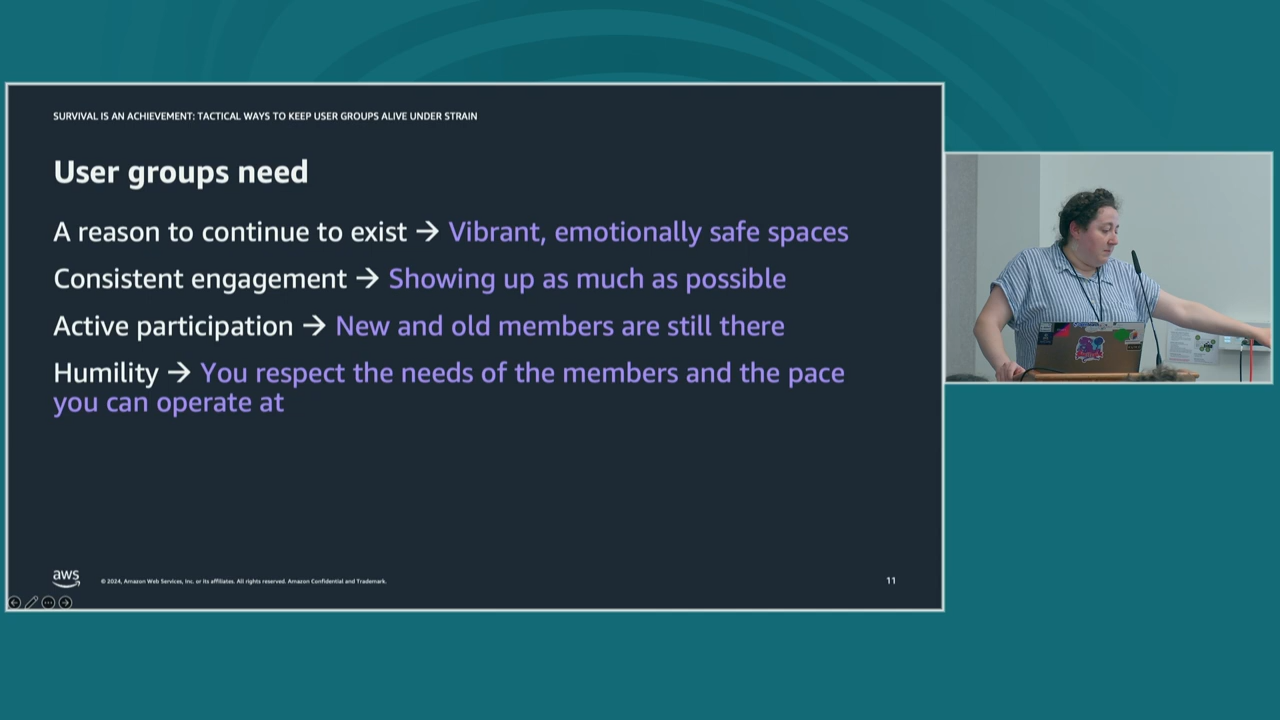 SURVIVAL IS AN ACHIEVEMENT: TACTICAL WAYS TO KEEP USER GROUPS ALIVE UNDER STRAIN
User groups need
A reason to continue to exist → Vibrant, emotionally safe spaces
Consistent engagement → Showing up as much as possible
Active participation → New and old members are still there
Humility → You respect the needs of the members and the pace
you can operate at
aws
© 2024, Amazon Web Services, Inc. or its affiliates. All rights reserved. Amazon Confidential and Trademark.
11